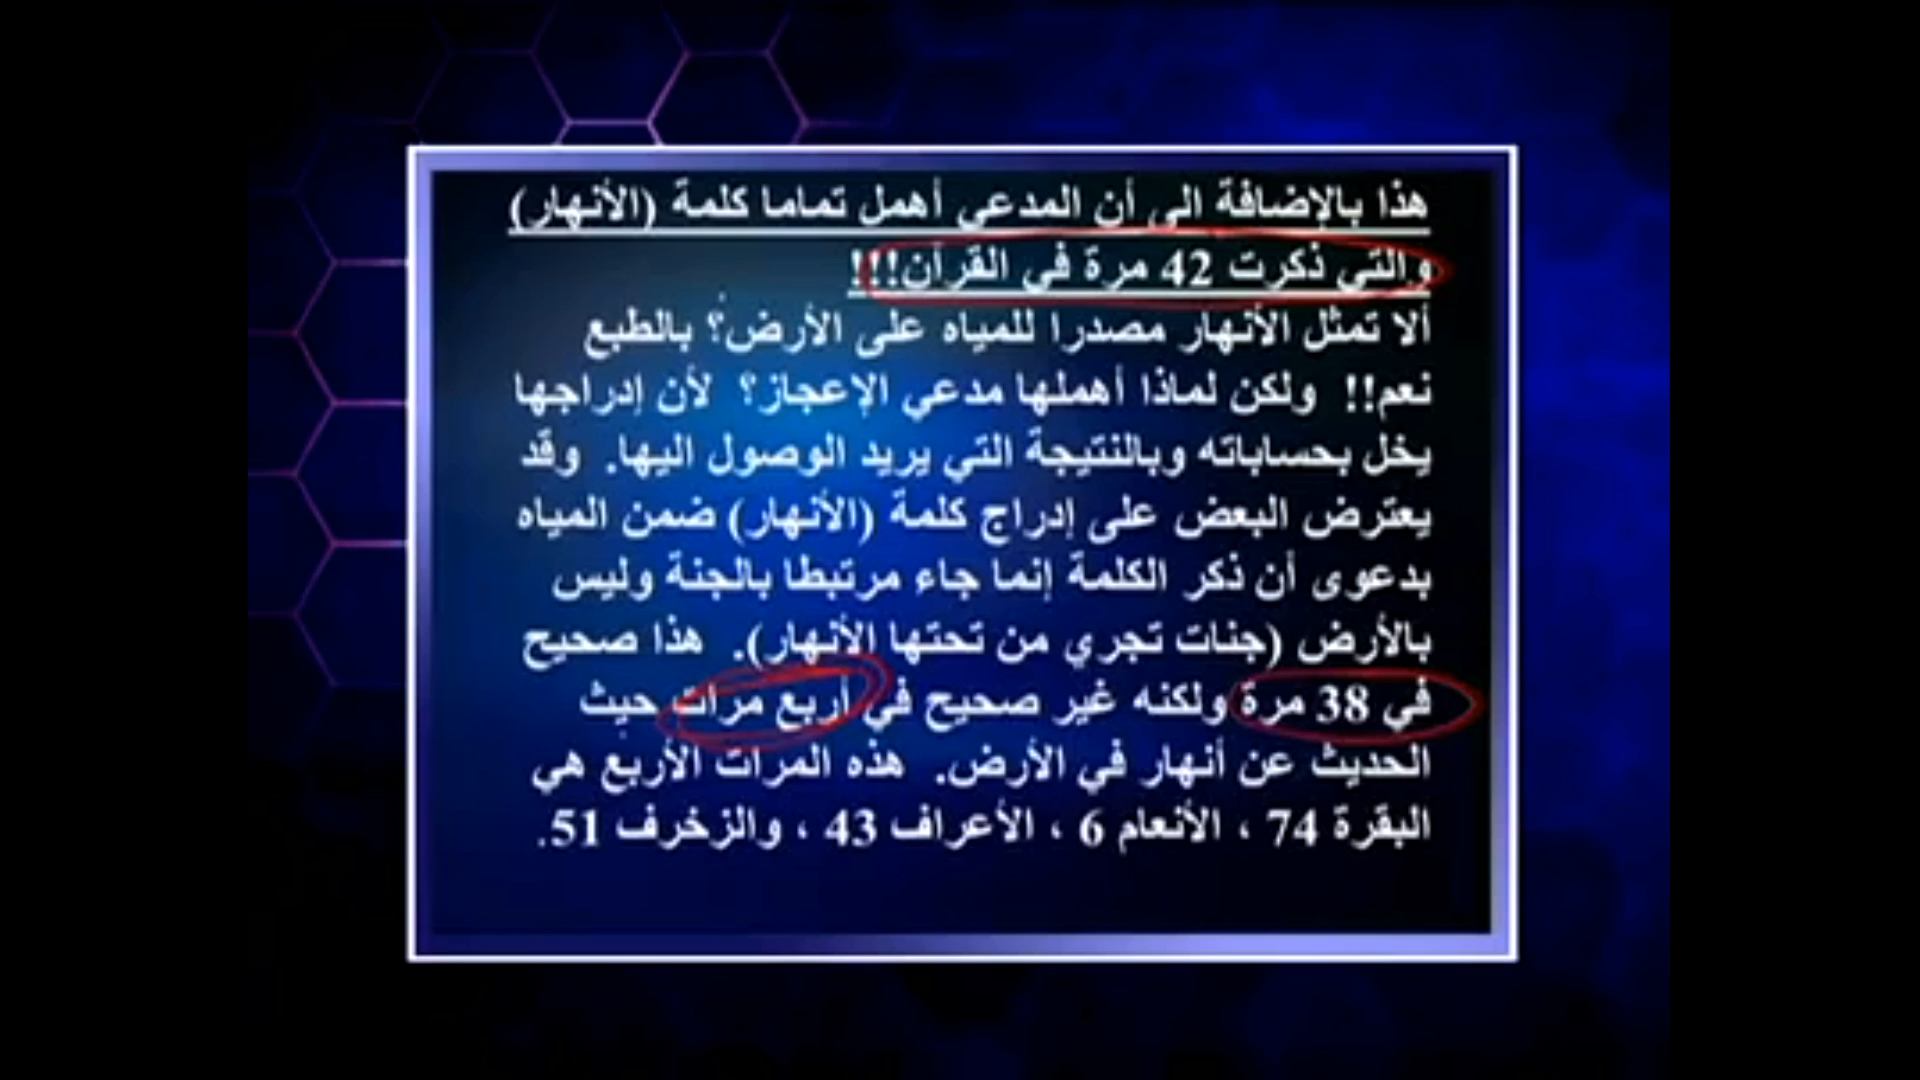 هذا بالإضافة الى أن المدعي أهمل تماما كلمة (الأنهار)
والتي ذكرت 42 مرة في القرآن!!!
ألا تمثل الأنهار مصدرا للمياه على الأرض؟ بالطبع
نعم!! ولكن لماذا أهملها مدعي الإعجاز؟ لأن إدراجها
يخل بحساباته وبالنتيجة التي يريد الوصول اليها. وقد
يعترض البعض على إدراج كلمة (الأنهار) ضمن المياه
بدعوى أن ذكر الكلمة إنما جاء مرتبطا بالجنة وليس
بالأرض (جنات تجري من تحتها الأنهار). هذا صحيح
في 38 مرة ولكنه غير صحيح في أربع مرات حيث
الحديث عن أنهار في الأرض. هذه المرات الأربع هي
البقرة 74 ، الأنعام 6 ، الأعراف 43 ، والزخرف 51.